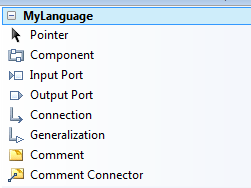 MyLanguage
Pointer
Component
Input Port
Output Port
Connection
Generalization
Comment
Comment Connector